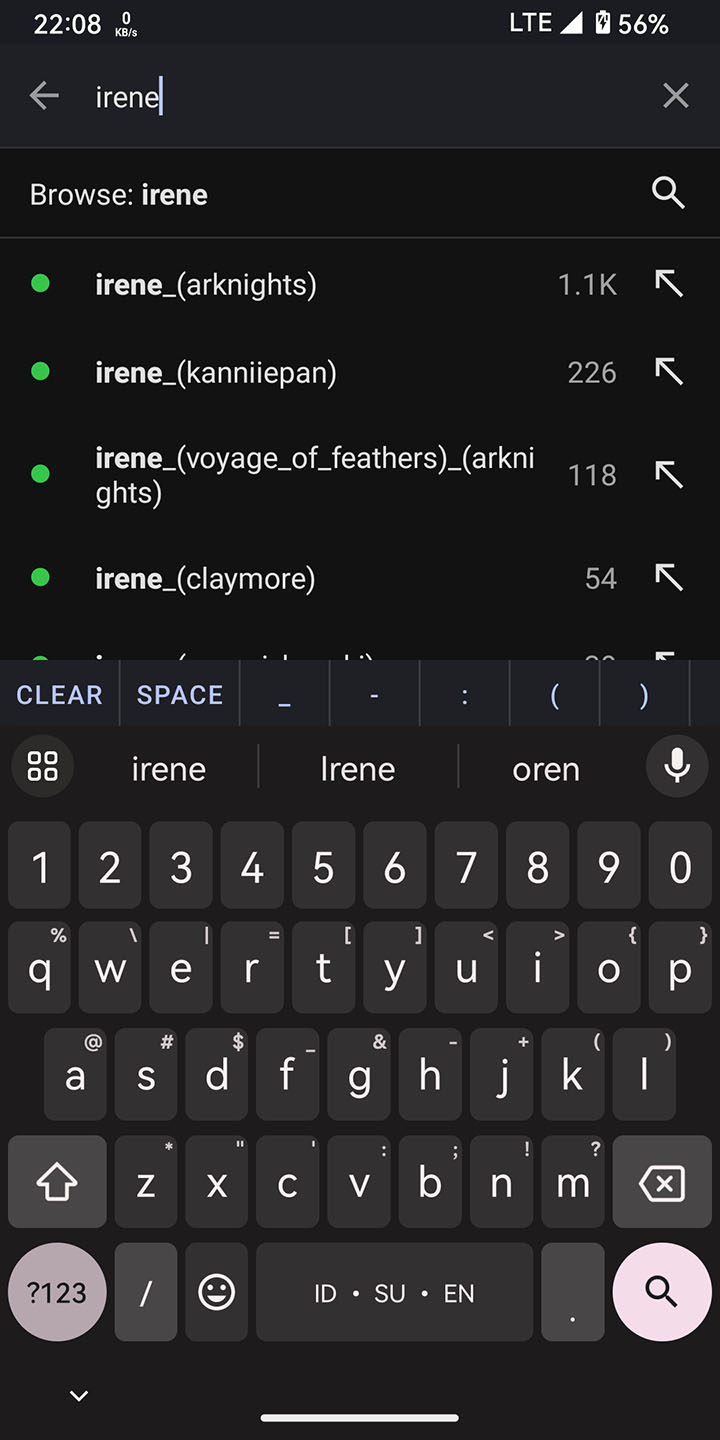 22:08 0 KB/s LTE 56%
irene
Browse: irene
irene_(arknights) 1.1K
irene_(kanniiepan) 226
irene_(voyage_of_feathers)_(arkni
ghts) 118
irene_(claymore) 54
CLEAR SPACE _ - : ( )
irene Irene oren
1 2 3 4 5 6 7 8 9 0
% \ | = [ ] < > { }
q w e r t y u i o p
@ # $ _ & - + ( )
a s d f g h j k l
* " ' : ; ! ?
z x c v b n m
?123 / ID • SU • EN .